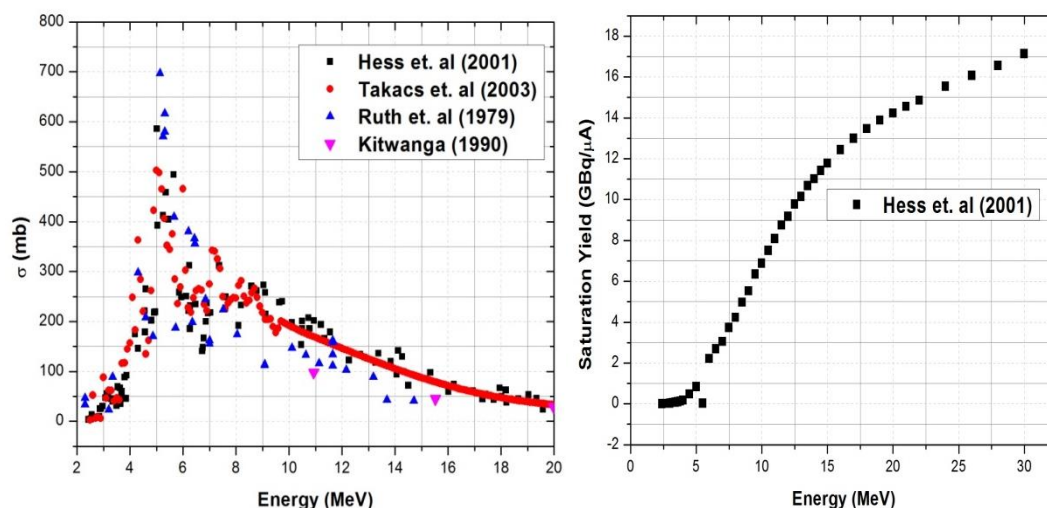 800
700
600
500
400
300
200
100
0
σ (mb)
Hess et. al (2001)
Takacs et. al (2003)
Ruth et. al (1979)
Kitwanga (1990)
2 4 6 8 10 12 14 16 18 20
Energy (MeV)
18
16
14
12
10
8
6
4
2
0
-2
Saturation Yield (GBq/μA)
Hess et. al (2001)
0 5 10 15 20 25 30
Energy (MeV)